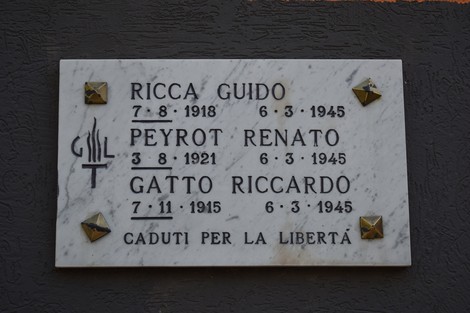 RICCA GUIDO
7·8·1918 6·3·1945
PEYROT RENATO
3·8·1921 6·3·1945
GATTO RICCARDO
7·11·1915 6·3·1945
G L
CADUTI PER LA LIBERTÁ